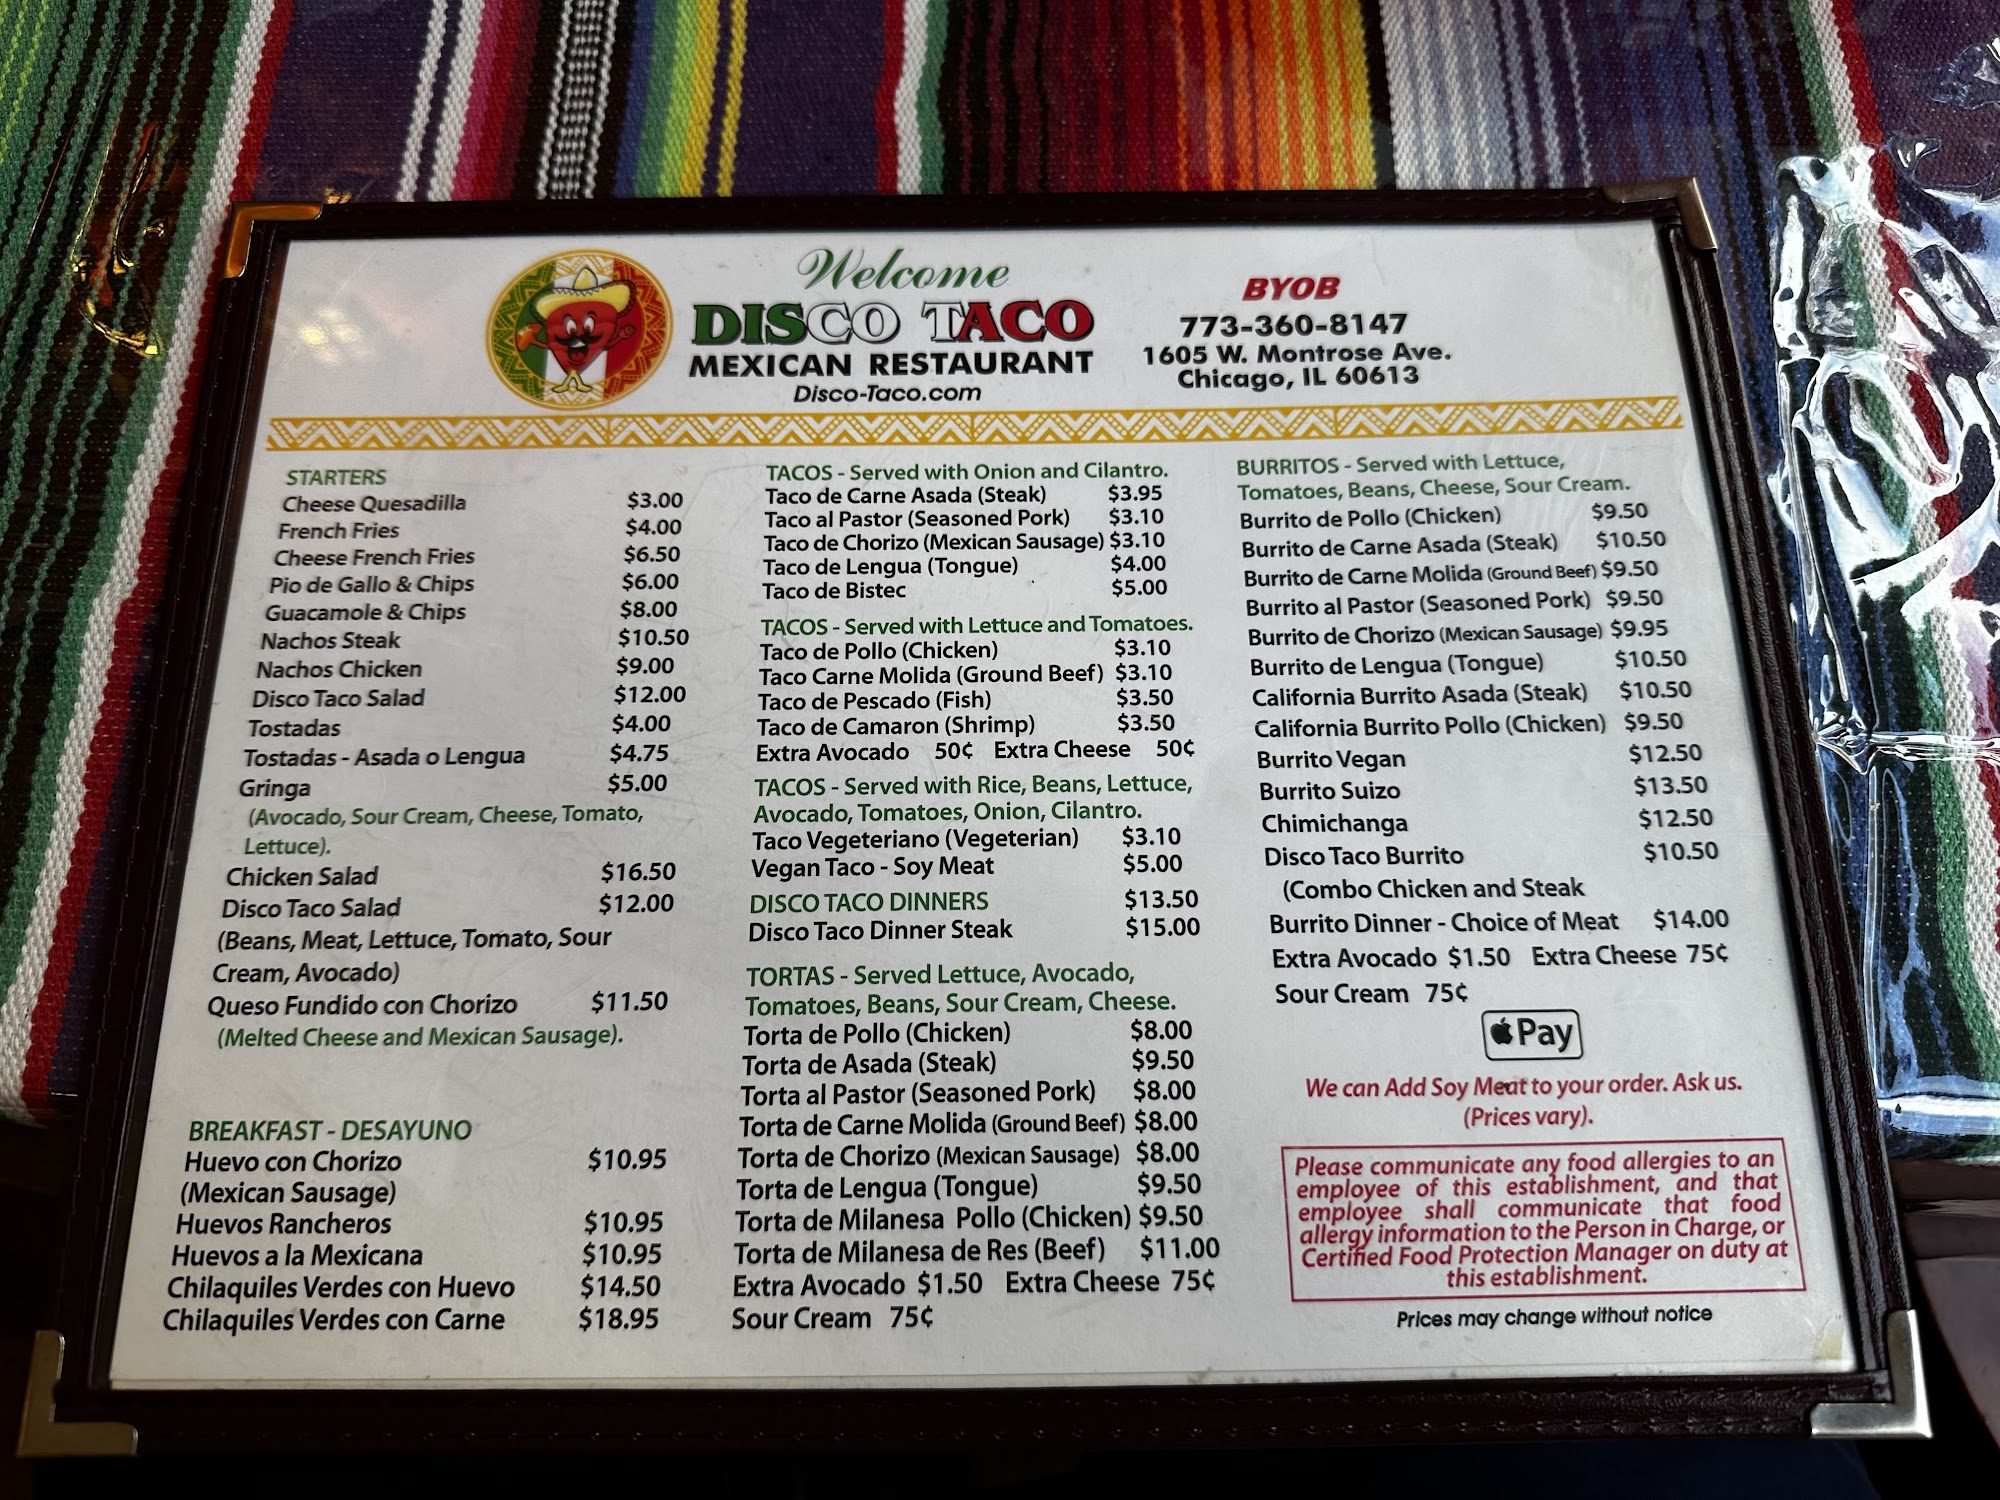 Welcome
DISCO TACO
MEXICAN RESTAURANT
Disco-Taco.com
BYOB
773-360-8147
1605 W. Montrose Ave.
Chicago, IL 60613
STARTERS
Cheese Quesadilla $3.00
French Fries $4.00
Cheese French Fries $6.50
Pio de Gallo & Chips $6.00
Guacamole & Chips $8.00
Nachos Steak $10.50
Nachos Chicken $9.00
Disco Taco Salad $12.00
Tostadas $4.00
Tostadas - Asada o Lengua $4.75
Gringa $5.00
(Avocado, Sour Cream, Cheese, Tomato,
Lettuce).
Chicken Salad $16.50
Disco Taco Salad $12.00
(Beans, Meat, Lettuce, Tomato, Sour
Cream, Avocado)
Queso Fundido con Chorizo $11.50
(Melted Cheese and Mexican Sausage).
BREAKFAST - DESAYUNO
Huevo con Chorizo $10.95
(Mexican Sausage)
Huevos Rancheros $10.95
Huevos a la Mexicana $10.95
Chilaquiles Verdes con Huevo $14.50
Chilaquiles Verdes con Carne $18.95
TACOS - Served with Onion and Cilantro.
Taco de Carne Asada (Steak) $3.95
Taco al Pastor (Seasoned Pork) $3.10
Taco de Chorizo (Mexican Sausage) $3.10
Taco de Lengua (Tongue) $4.00
Taco de Bistec $5.00
TACOS - Served with Lettuce and Tomatoes.
Taco de Pollo (Chicken) $3.10
Taco Carne Molida (Ground Beef) $3.10
Taco de Pescado (Fish) $3.50
Taco de Camaron (Shrimp) $3.50
Extra Avocado 50¢ Extra Cheese 50¢
TACOS - Served with Rice, Beans, Lettuce,
Avocado, Tomatoes, Onion, Cilantro.
Taco Vegeteriano (Vegeterian) $3.10
Vegan Taco - Soy Meat $5.00
DISCO TACO DINNERS $13.50
Disco Taco Dinner Steak $15.00
TORTAS - Served Lettuce, Avocado,
Tomatoes, Beans, Sour Cream, Cheese.
Torta de Pollo (Chicken) $8.00
Torta de Asada (Steak) $9.50
Torta al Pastor (Seasoned Pork) $8.00
Torta de Carne Molida (Ground Beef) $8.00
Torta de Chorizo (Mexican Sausage) $8.00
Torta de Lengua (Tongue) $9.50
Torta de Milanesa Pollo (Chicken) $9.50
Torta de Milanesa de Res (Beef) $11.00
Extra Avocado $1.50 Extra Cheese 75¢
Sour Cream 75¢
BURRITOS - Served with Lettuce,
Tomatoes, Beans, Cheese, Sour Cream.
Burrito de Pollo (Chicken) $9.50
Burrito de Carne Asada (Steak) $10.50
Burrito de Carne Molida (Ground Beef) $9.50
Burrito al Pastor (Seasoned Pork) $9.50
Burrito de Chorizo (Mexican Sausage) $9.95
Burrito de Lengua (Tongue) $10.50
California Burrito Asada (Steak) $10.50
California Burrito Pollo (Chicken) $9.50
Burrito Vegan $12.50
Burrito Suizo $13.50
Chimichanga $12.50
Disco Taco Burrito $10.50
(Combo Chicken and Steak
Burrito Dinner - Choice of Meat $14.00
Extra Avocado $1.50 Extra Cheese 75¢
Sour Cream 75¢
Pay
We can Add Soy Meat to your order. Ask us.
(Prices vary).
Please communicate any food allergies to an
employee of this establishment, and that
employee shall communicate that food
allergy information to the Person in Charge, or
Certified Food Protection Manager on duty at
this establishment.
Prices may change without notice